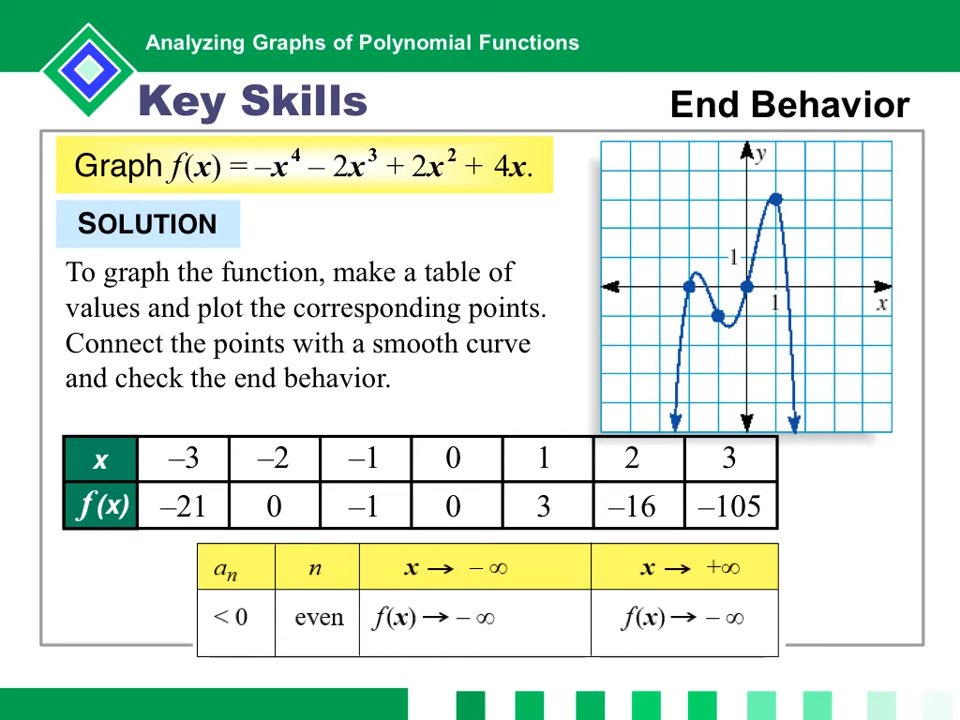 Analyzing Graphs of Polynomial Functions
Key Skills
End Behavior
Graph f(x) = –x⁴ – 2x³ + 2x² + 4x.
SOLUTION
To graph the function, make a table of
values and plot the corresponding points.
Connect the points with a smooth curve
and check the end behavior.
y
1
1
x
x –3 –2 –1 0 1 2 3
f(x) –21 0 –1 0 3 –16 –105
aₙ n x → – ∞ x → +∞
< 0 even f(x) → – ∞ f(x) → – ∞